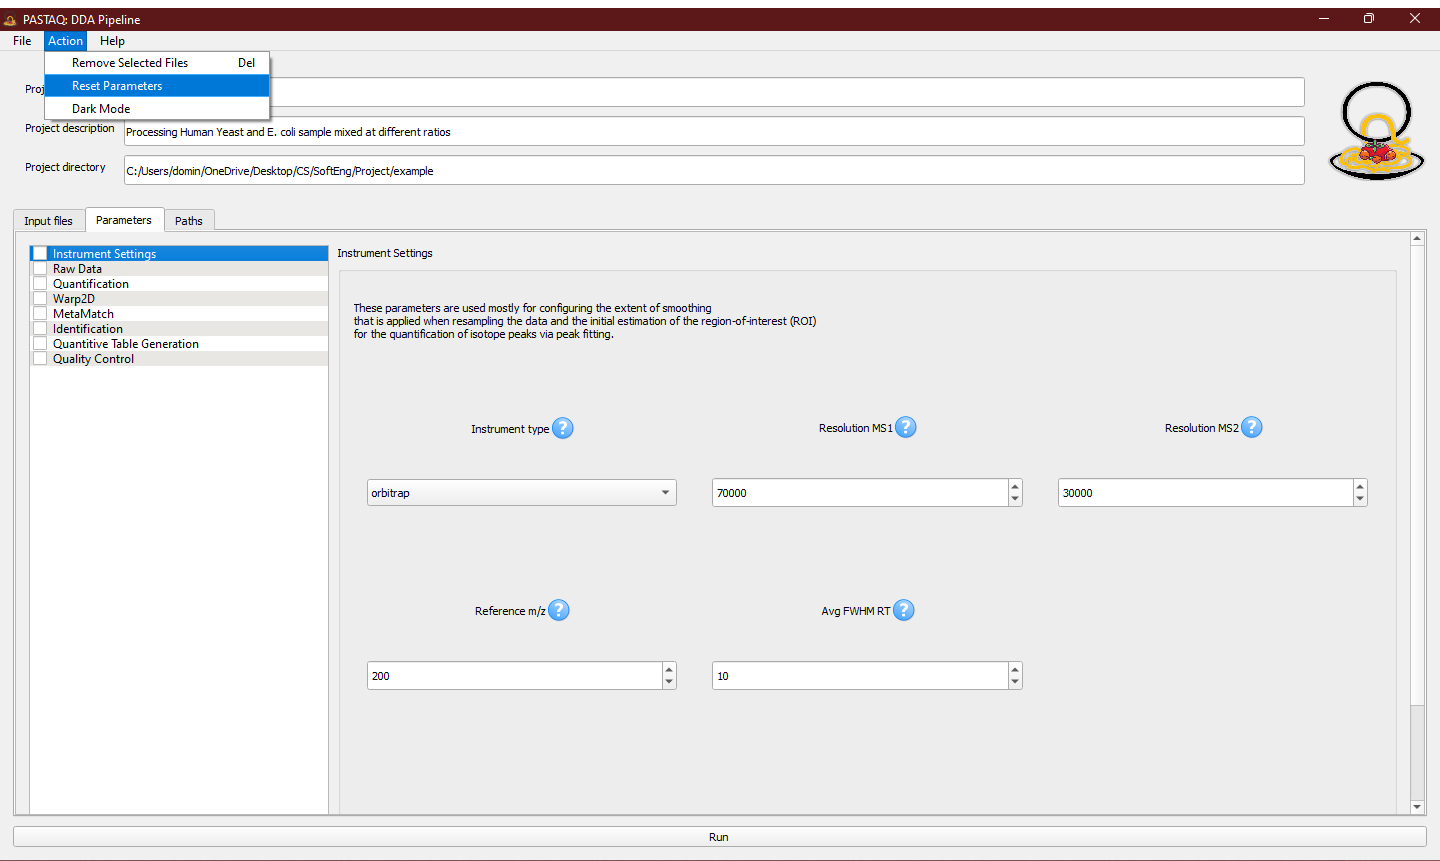 PASTAQ: DDA Pipeline
File Action Help
Remove Selected Files Del
Reset Parameters
Dark Mode
Project description
Processing Human Yeast and E. coli sample mixed at different ratios
Project directory
C:/Users/domin/OneDrive/Desktop/CS/SoftEng/Project/example
Input files Parameters Paths
Instrument Settings
Raw Data
Quantification
Warp2D
MetaMatch
Identification
Quantitive Table Generation
Quality Control
Instrument Settings
These parameters are used mostly for configuring the extent of smoothing
that is applied when resampling the data and the initial estimation of the region-of-interest (ROI)
for the quantification of isotope peaks via peak fitting.
Instrument type ? Resolution MS1 ? Resolution MS2 ?
orbitrap 70000 30000
Reference m/z ? Avg FWHM RT ?
200 10
Run